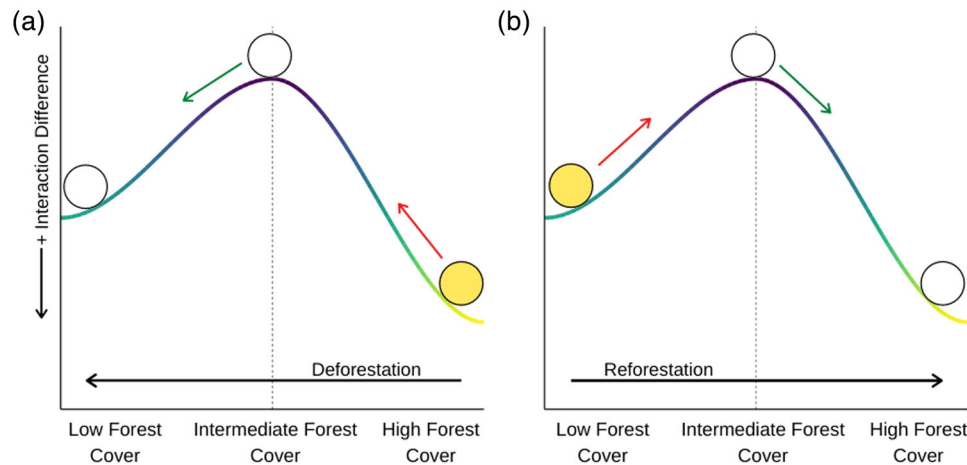 (a)
+ Interaction Difference
Deforestation
Low Forest Cover
Intermediate Forest Cover
High Forest Cover
(b)
Reforestation
Low Forest Cover
Intermediate Forest Cover
High Forest Cover